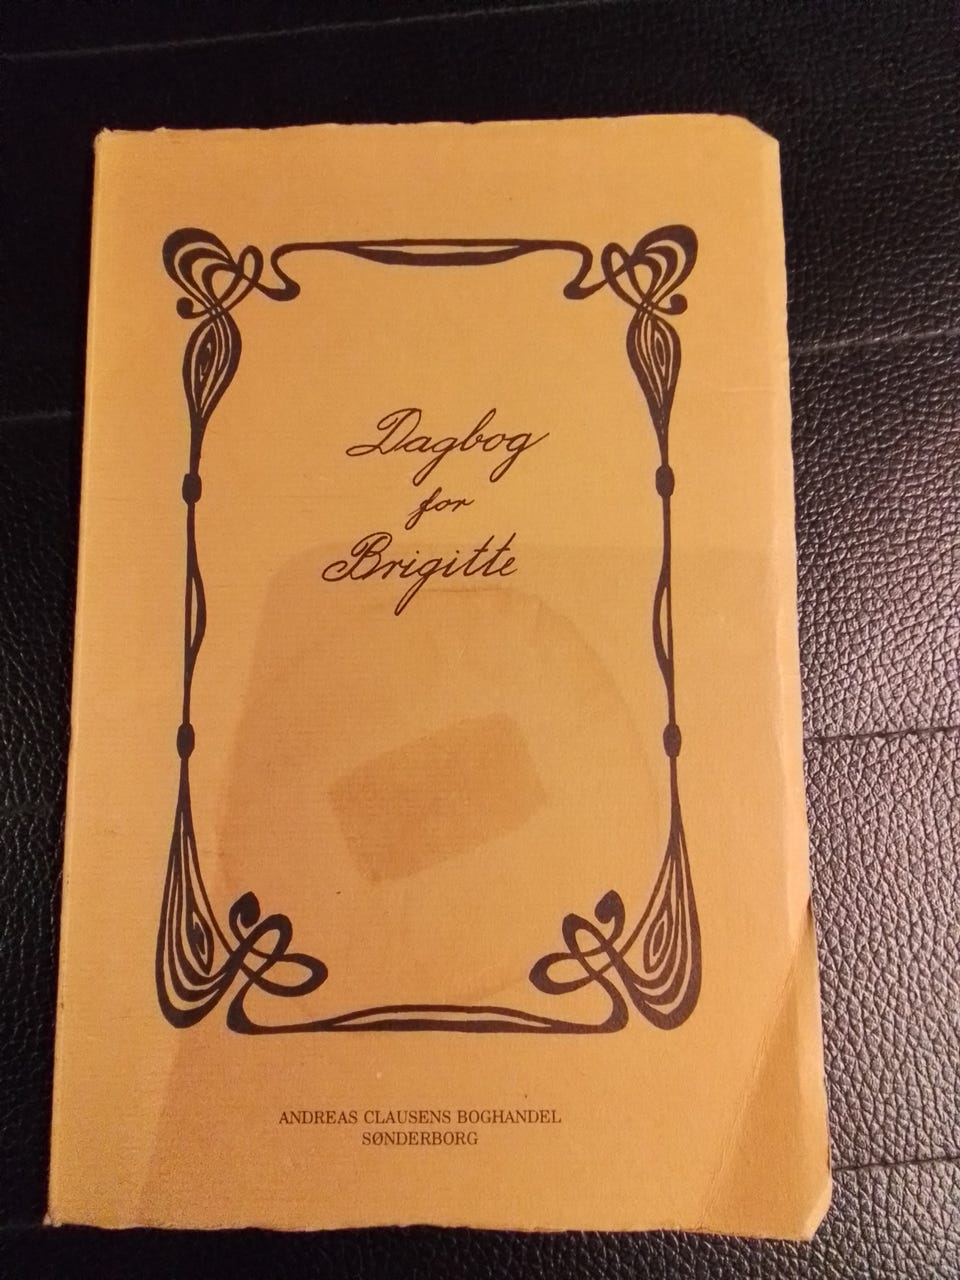 Dagbog
for
Brigitte
ANDREAS CLAUSENS BOGHANDEL
SØNDERBORG